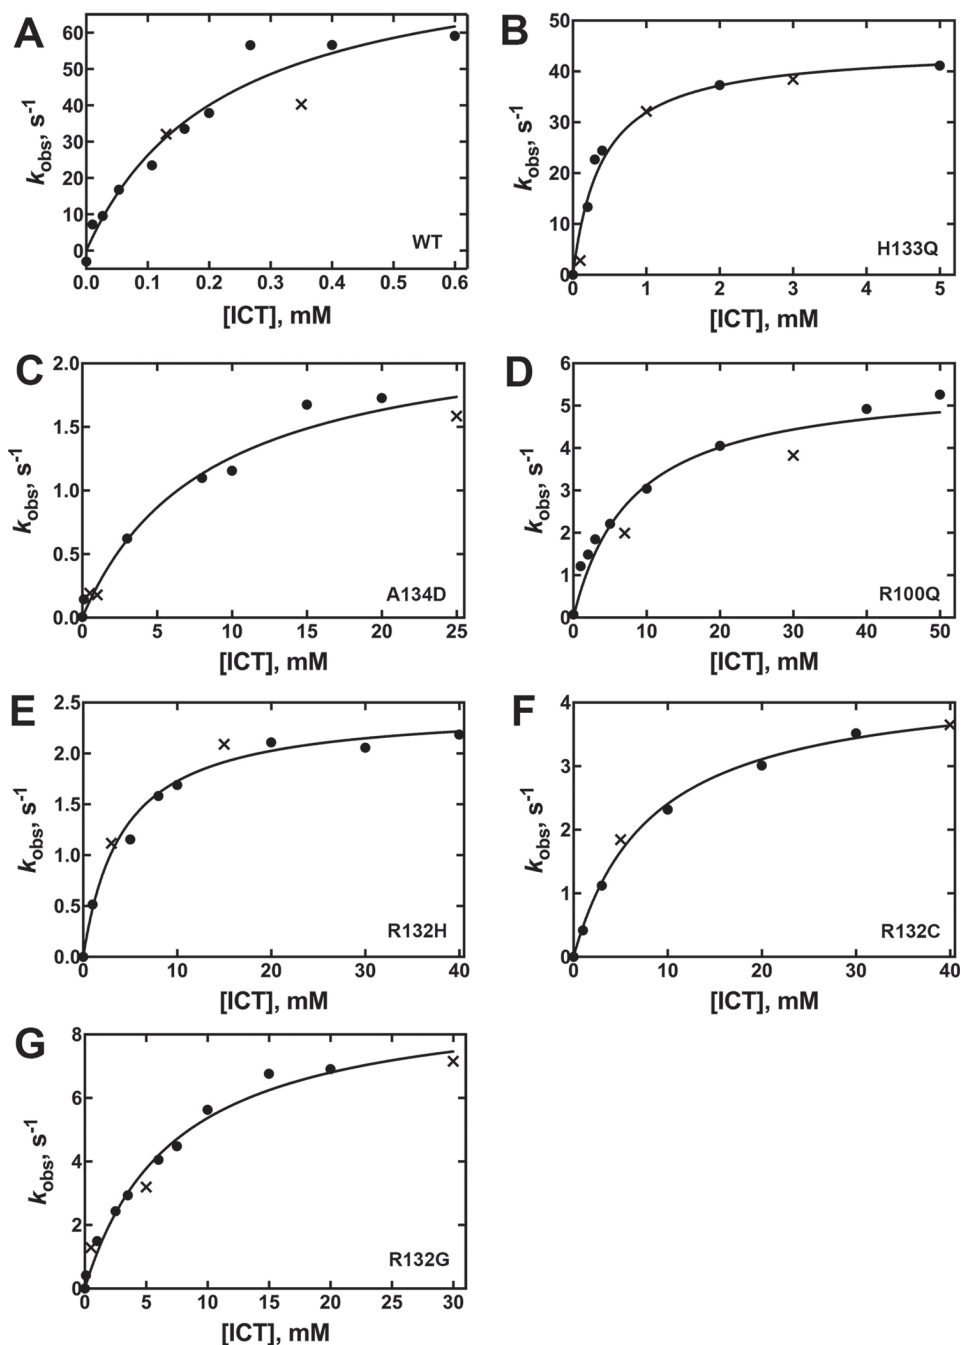 A
k_obs, s⁻¹
60
50
40
30
20
10
0
0.0 0.1 0.2 0.3 0.4 0.5 0.6
WT
[ICT], mM
B
k_obs, s⁻¹
50
40
30
20
10
0
0 1 2 3 4 5
H133Q
[ICT], mM
C
k_obs, s⁻¹
2.0
1.5
1.0
0.5
0.0
0 5 10 15 20 25
A134D
[ICT], mM
D
k_obs, s⁻¹
6
5
4
3
2
1
0
0 10 20 30 40 50
R100Q
[ICT], mM
E
k_obs, s⁻¹
2.5
2.0
1.5
1.0
0.5
0.0
0 10 20 30 40
R132H
[ICT], mM
F
k_obs, s⁻¹
4
3
2
1
0
0 10 20 30 40
R132C
[ICT], mM
G
k_obs, s⁻¹
8
6
4
2
0
0 5 10 15 20 25 30
R132G
[ICT], mM